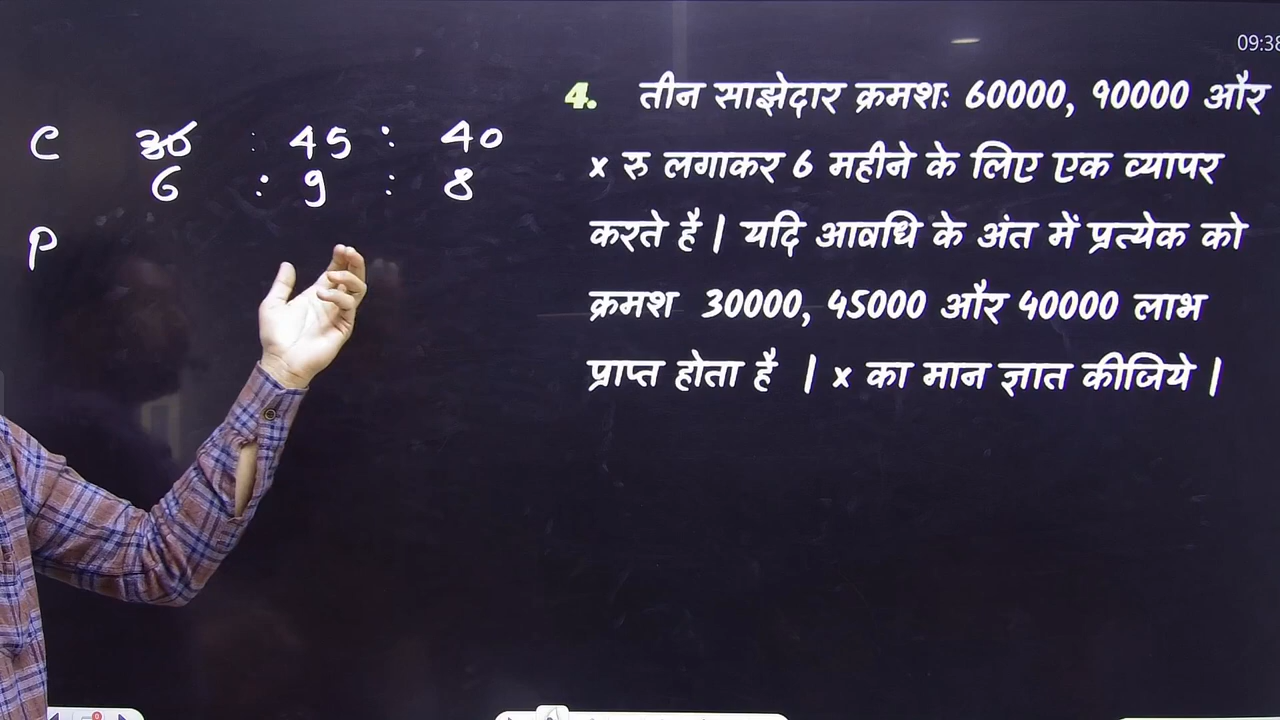 09:38
C 30 : 45 : 40
6 : 9 : 8
P
4. तीन साझेदार क्रमशः 60000, 90000 और
x रु लगाकर 6 महीने के लिए एक व्यापर
करते है | यदि आवधि के अंत में प्रत्येक को
क्रमश 30000, 45000 और 40000 लाभ
प्राप्त होता है | x का मान ज्ञात कीजिये |